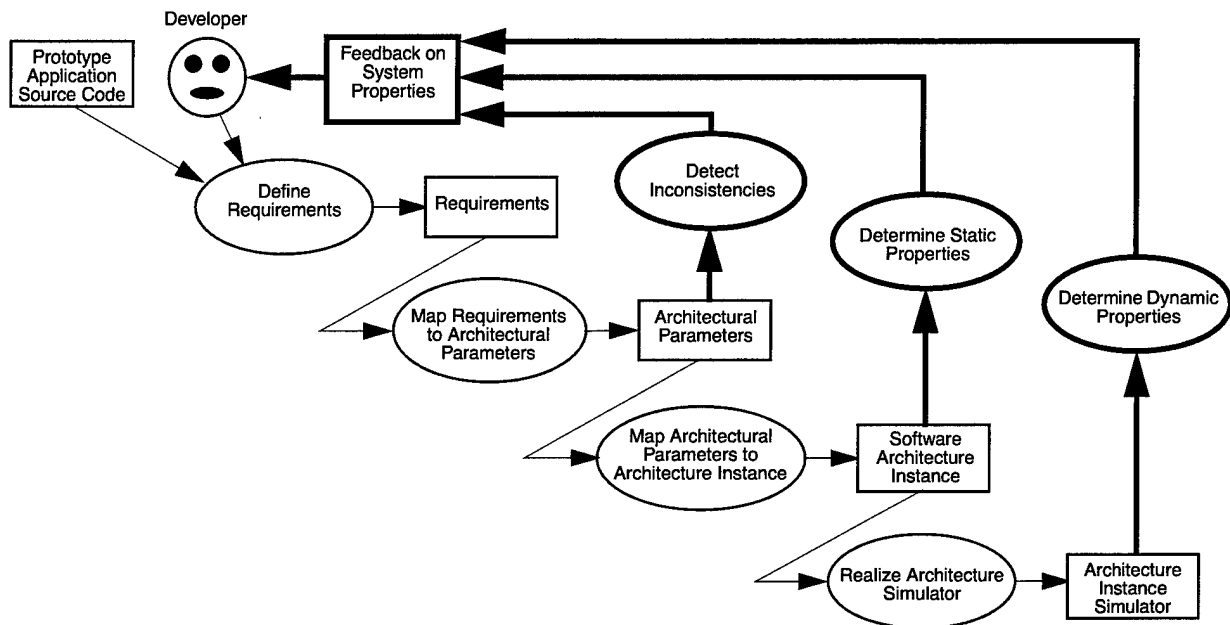 Developer
Prototype
Application
Source Code
Feedback on
System
Properties
Define
Requirements
Requirements
Detect
Inconsistencies
Determine Static
Properties
Determine Dynamic
Properties
Map Requirements
to Architectural
Parameters
Architectural
Parameters
Map Architectural
Parameters to
Architecture Instance
Software
Architecture
Instance
Realize Architecture
Simulator
Architecture
Instance
Simulator